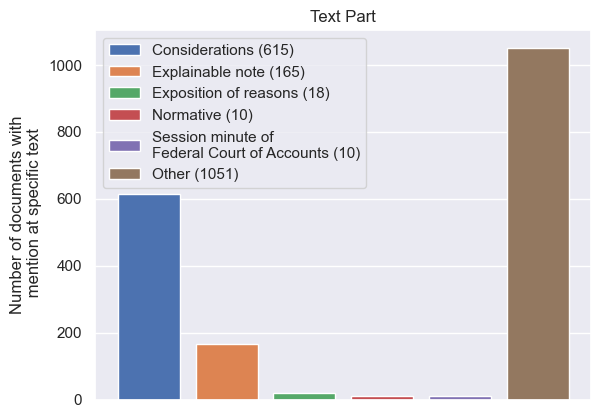 Text Part
Number of documents with
mention at specific text
1000
800
600
400
200
0
Considerations (615)
Explainable note (165)
Exposition of reasons (18)
Normative (10)
Session minute of
Federal Court of Accounts (10)
Other (1051)